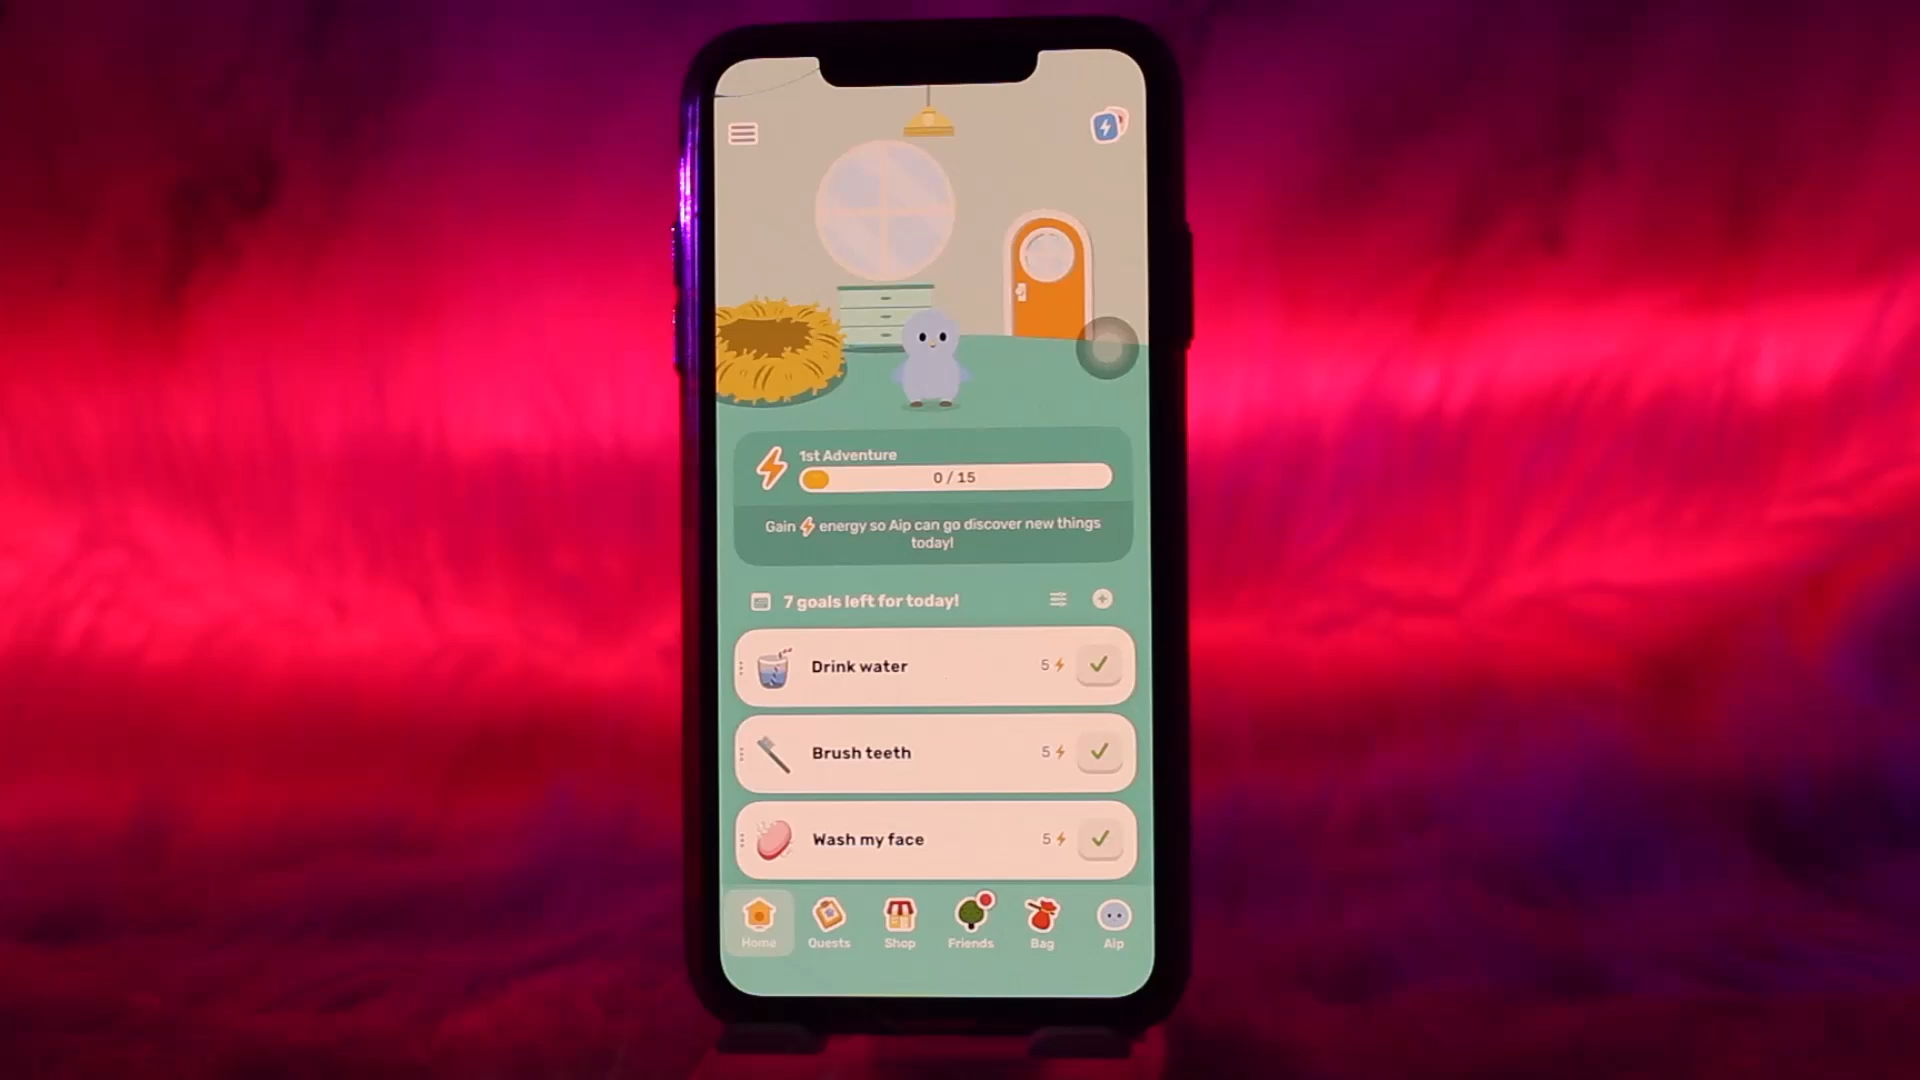 1st Adventure
0 / 15
Gain energy so Aip can go discover new things
today!
7 goals left for today!
Drink water 5
Brush teeth 5
Wash my face 5
Home Quests Shop Friends Bag Aip